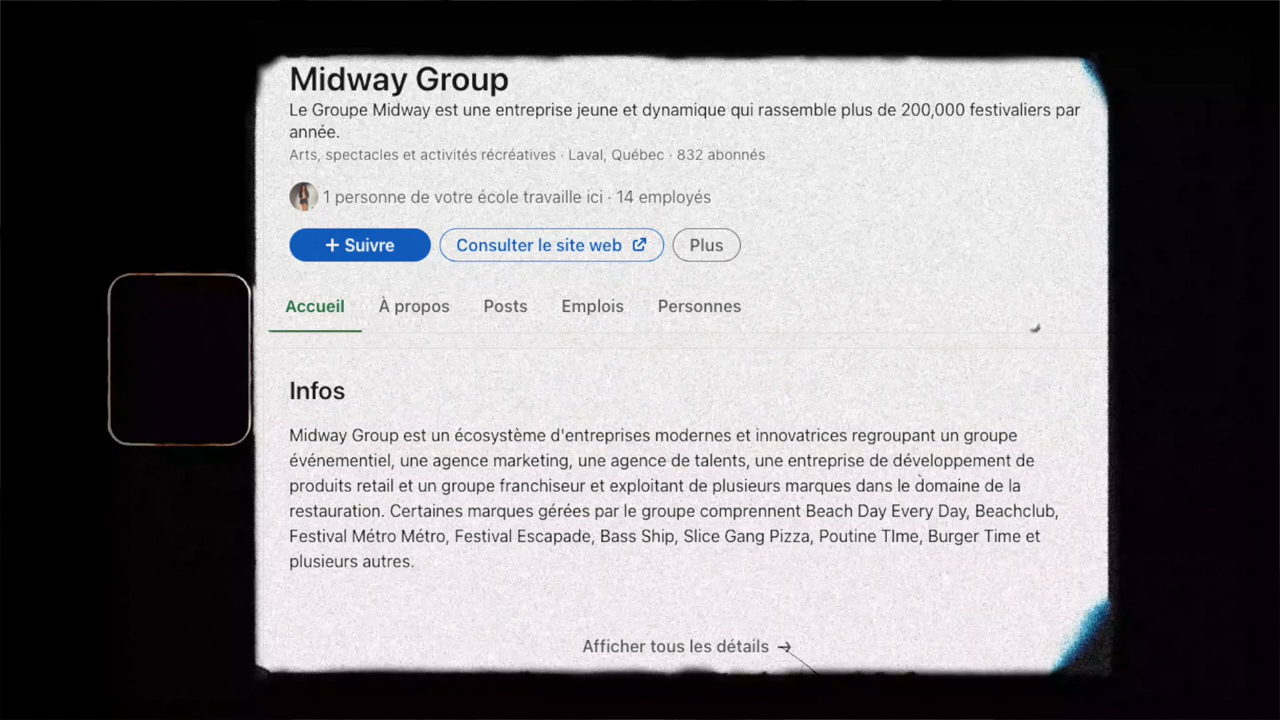 Midway Group
Le Groupe Midway est une entreprise jeune et dynamique qui rassemble plus de 200,000 festivaliers par
année.
Arts, spectacles et activités récréatives · Laval, Québec · 832 abonnés
1 personne de votre école travaille ici · 14 employés
+ Suivre Consulter le site web Plus
Accueil À propos Posts Emplois Personnes
Infos
Midway Group est un écosystème d'entreprises modernes et innovatrices regroupant un groupe
événementiel, une agence marketing, une agence de talents, une entreprise de développement de
produits retail et un groupe franchiseur et exploitant de plusieurs marques dans le domaine de la
restauration. Certaines marques gérées par le groupe comprennent Beach Day Every Day, Beachclub,
Festival Métro Métro, Festival Escapade, Bass Ship, Slice Gang Pizza, Poutine TIme, Burger Time et
plusieurs autres.
Afficher tous les détails →